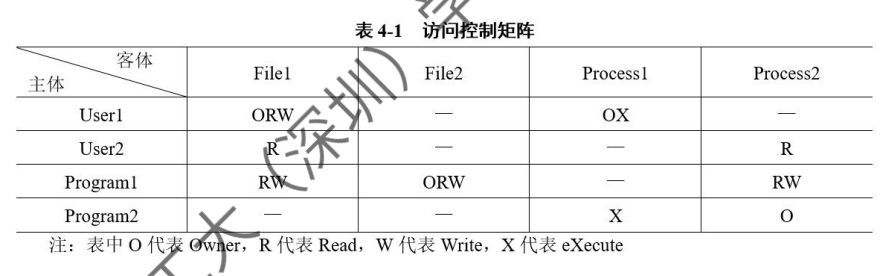 表 4-1 访问控制矩阵
客体
主体 File1 File2 Process1 Process2
User1 ORW — OX —
User2 R — — R
Program1 RW ORW — RW
Program2 — — X O
注：表中 O 代表 Owner，R 代表 Read，W 代表 Write，X 代表 eXecute
工大（深圳）学